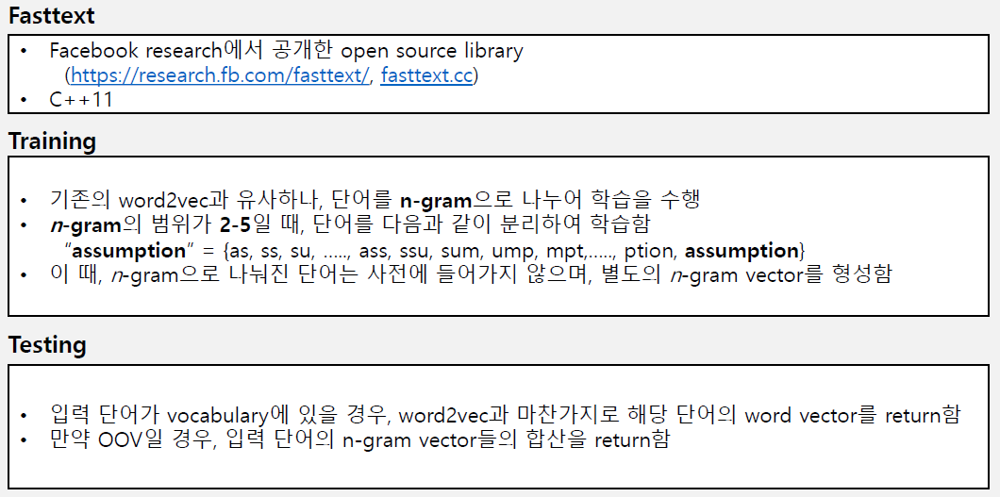 Fasttext
• Facebook research에서 공개한 open source library
(https://research.fb.com/fasttext/, fasttext.cc)
• C++11
Training
• 기존의 word2vec과 유사하나, 단어를 n-gram으로 나누어 학습을 수행
• n-gram의 범위가 2-5일 때, 단어를 다음과 같이 분리하여 학습함
“assumption” = {as, ss, su, ....., ass, ssu, sum, ump, mpt,....., ption, assumption}
• 이 때, n-gram으로 나눠진 단어는 사전에 들어가지 않으며, 별도의 n-gram vector를 형성함
Testing
• 입력 단어가 vocabulary에 있을 경우, word2vec과 마찬가지로 해당 단어의 word vector를 return함
• 만약 OOV일 경우, 입력 단어의 n-gram vector들의 합산을 return함